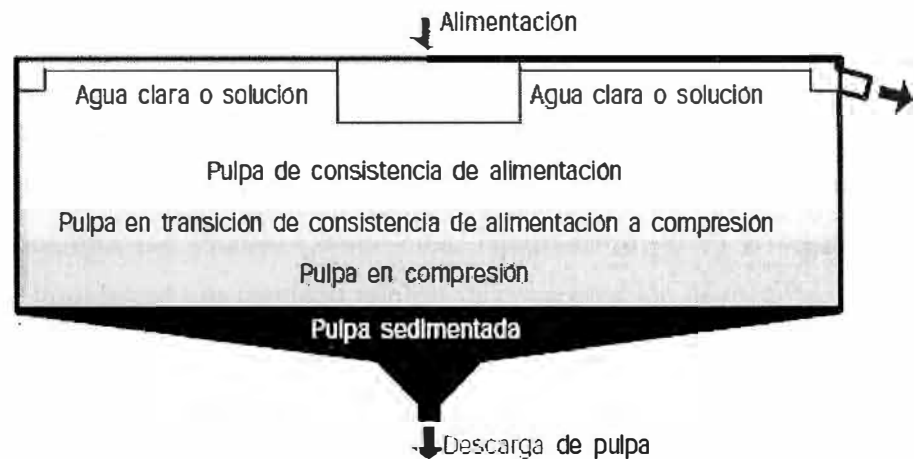 Alimentación
Agua clara o solución Agua clara o solución
Pulpa de consistencia de alimentación
Pulpa en transición de consistencia de alimentación a compresión
Pulpa en compresión
Pulpa sedimentada
Descarga de pulpa